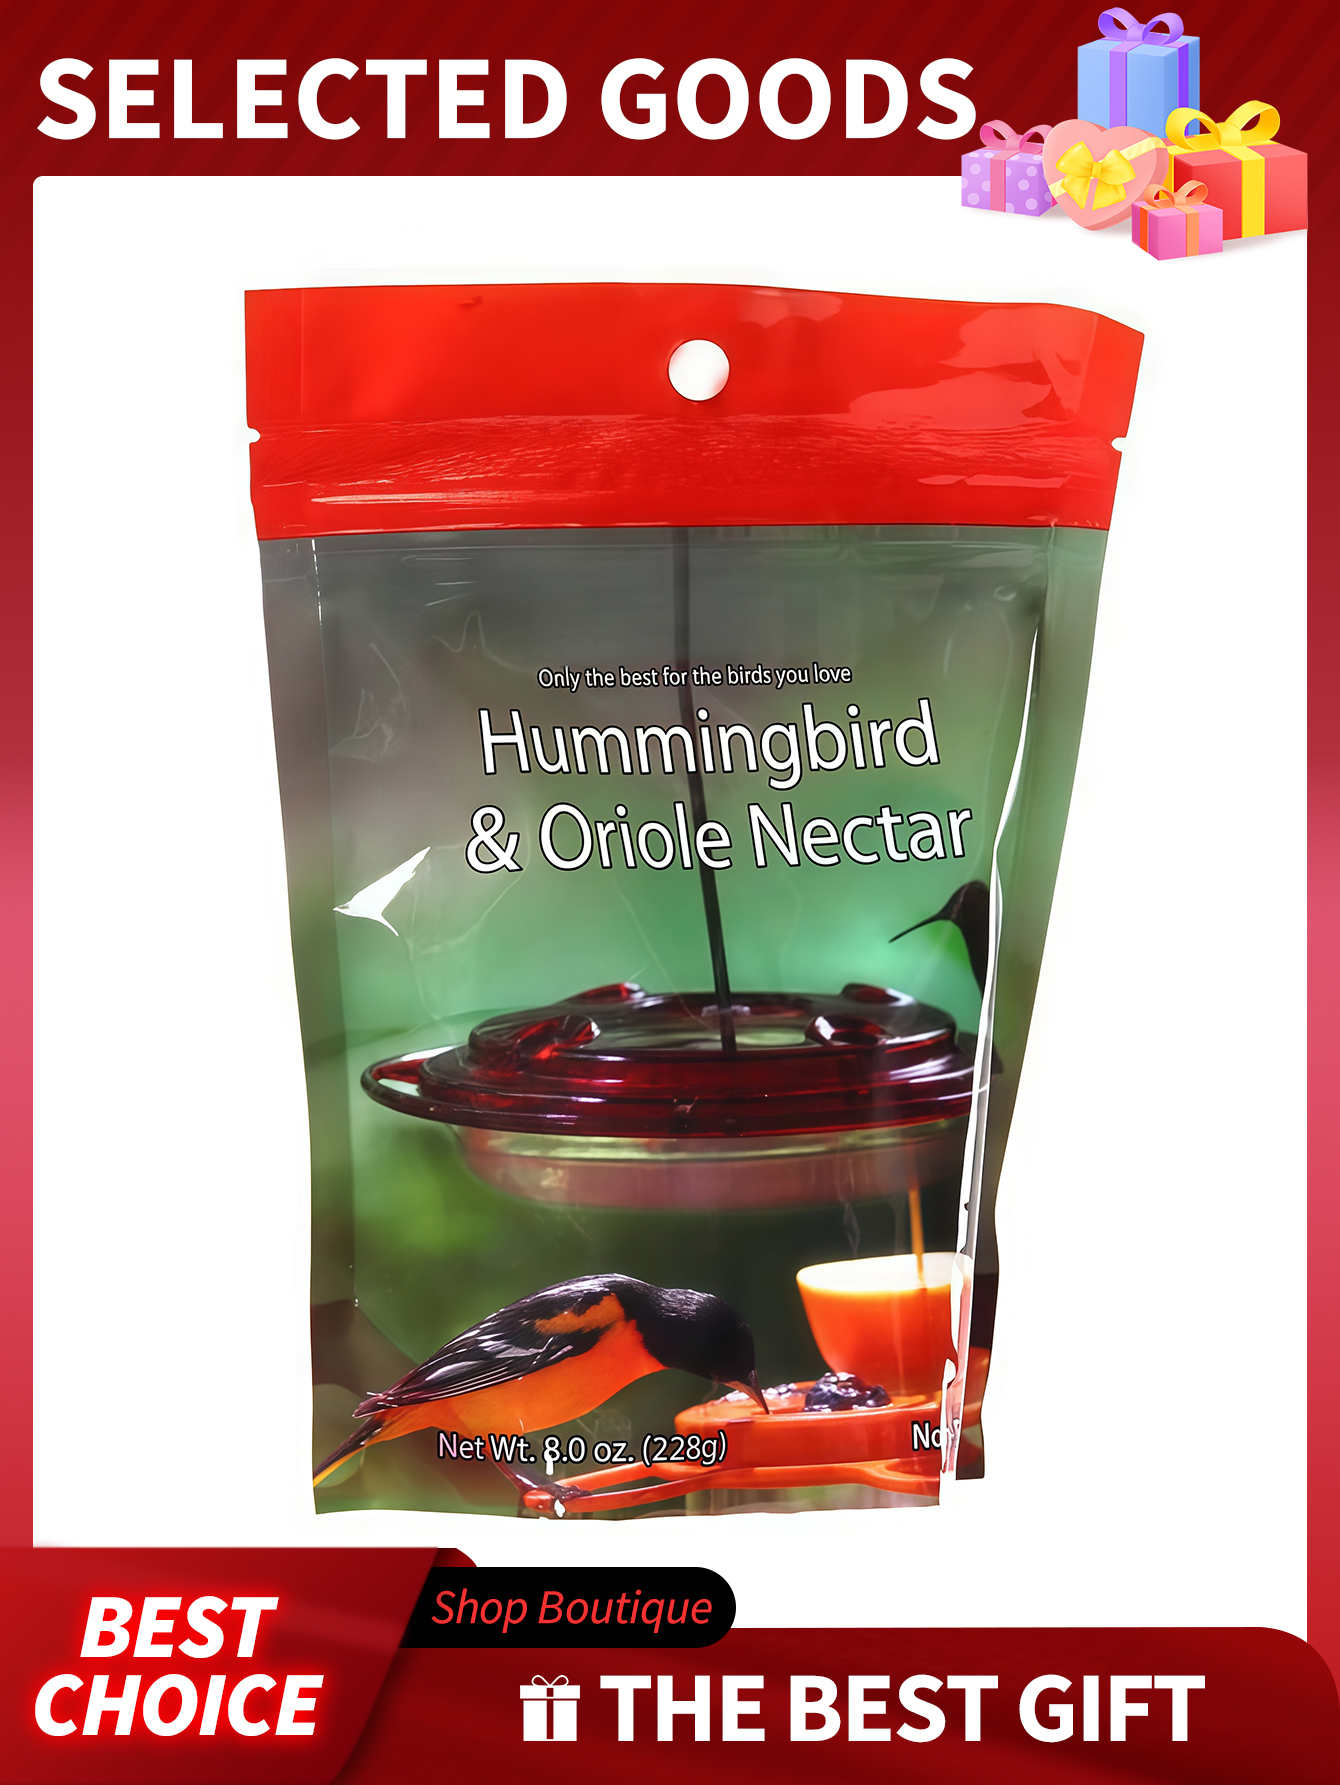 SELECTED GOODS
Only the best for the birds you love
Hummingbird
& Oriole Nectar
Net Wt. 8.0 oz. (228g)
BEST
CHOICE
Shop Boutique
THE BEST GIFT